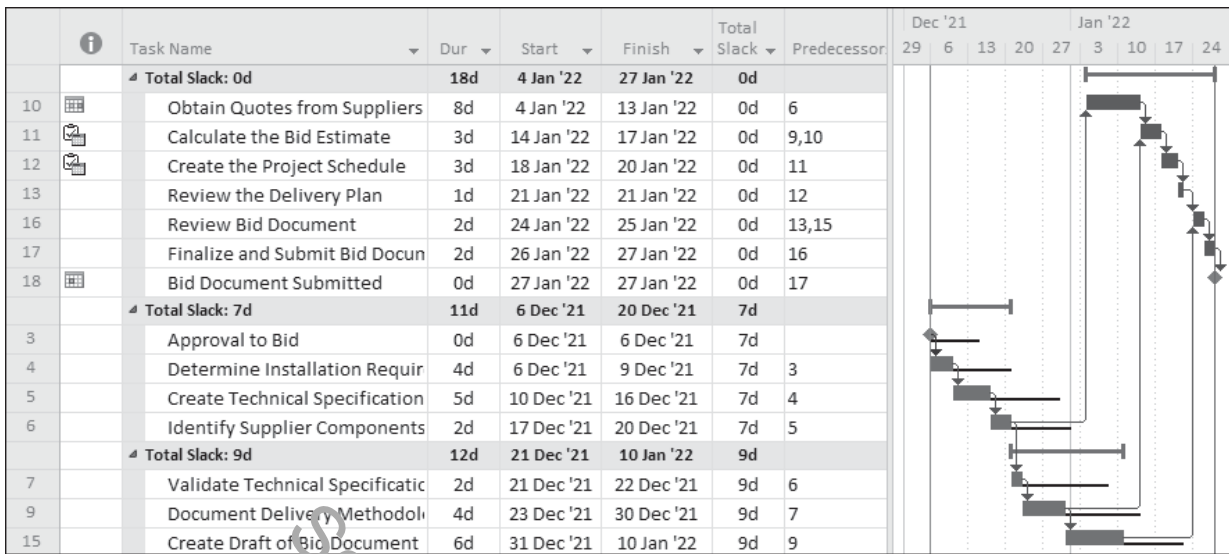 Dec '21 Jan '22
Task Name Dur Start Finish Total Slack Predecessor 29 6 13 20 27 3 10 17 24
Total Slack: 0d 18d 4 Jan '22 27 Jan '22 0d
10 Obtain Quotes from Suppliers 8d 4 Jan '22 13 Jan '22 0d 6
11 Calculate the Bid Estimate 3d 14 Jan '22 17 Jan '22 0d 9,10
12 Create the Project Schedule 3d 18 Jan '22 20 Jan '22 0d 11
13 Review the Delivery Plan 1d 21 Jan '22 21 Jan '22 0d 12
16 Review Bid Document 2d 24 Jan '22 25 Jan '22 0d 13,15
17 Finalize and Submit Bid Docun 2d 26 Jan '22 27 Jan '22 0d 16
18 Bid Document Submitted 0d 27 Jan '22 27 Jan '22 0d 17
Total Slack: 7d 11d 6 Dec '21 20 Dec '21 7d
3 Approval to Bid 0d 6 Dec '21 6 Dec '21 7d
4 Determine Installation Requir 4d 6 Dec '21 9 Dec '21 7d 3
5 Create Technical Specification 5d 10 Dec '21 16 Dec '21 7d 4
6 Identify Supplier Components 2d 17 Dec '21 20 Dec '21 7d 5
Total Slack: 9d 12d 21 Dec '21 10 Jan '22 9d
7 Validate Technical Specificatic 2d 21 Dec '21 22 Dec '21 9d 6
9 Document Delivery Methodol 4d 23 Dec '21 30 Dec '21 9d 7
15 Create Draft of Bid Document 6d 31 Dec '21 10 Jan '22 9d 9